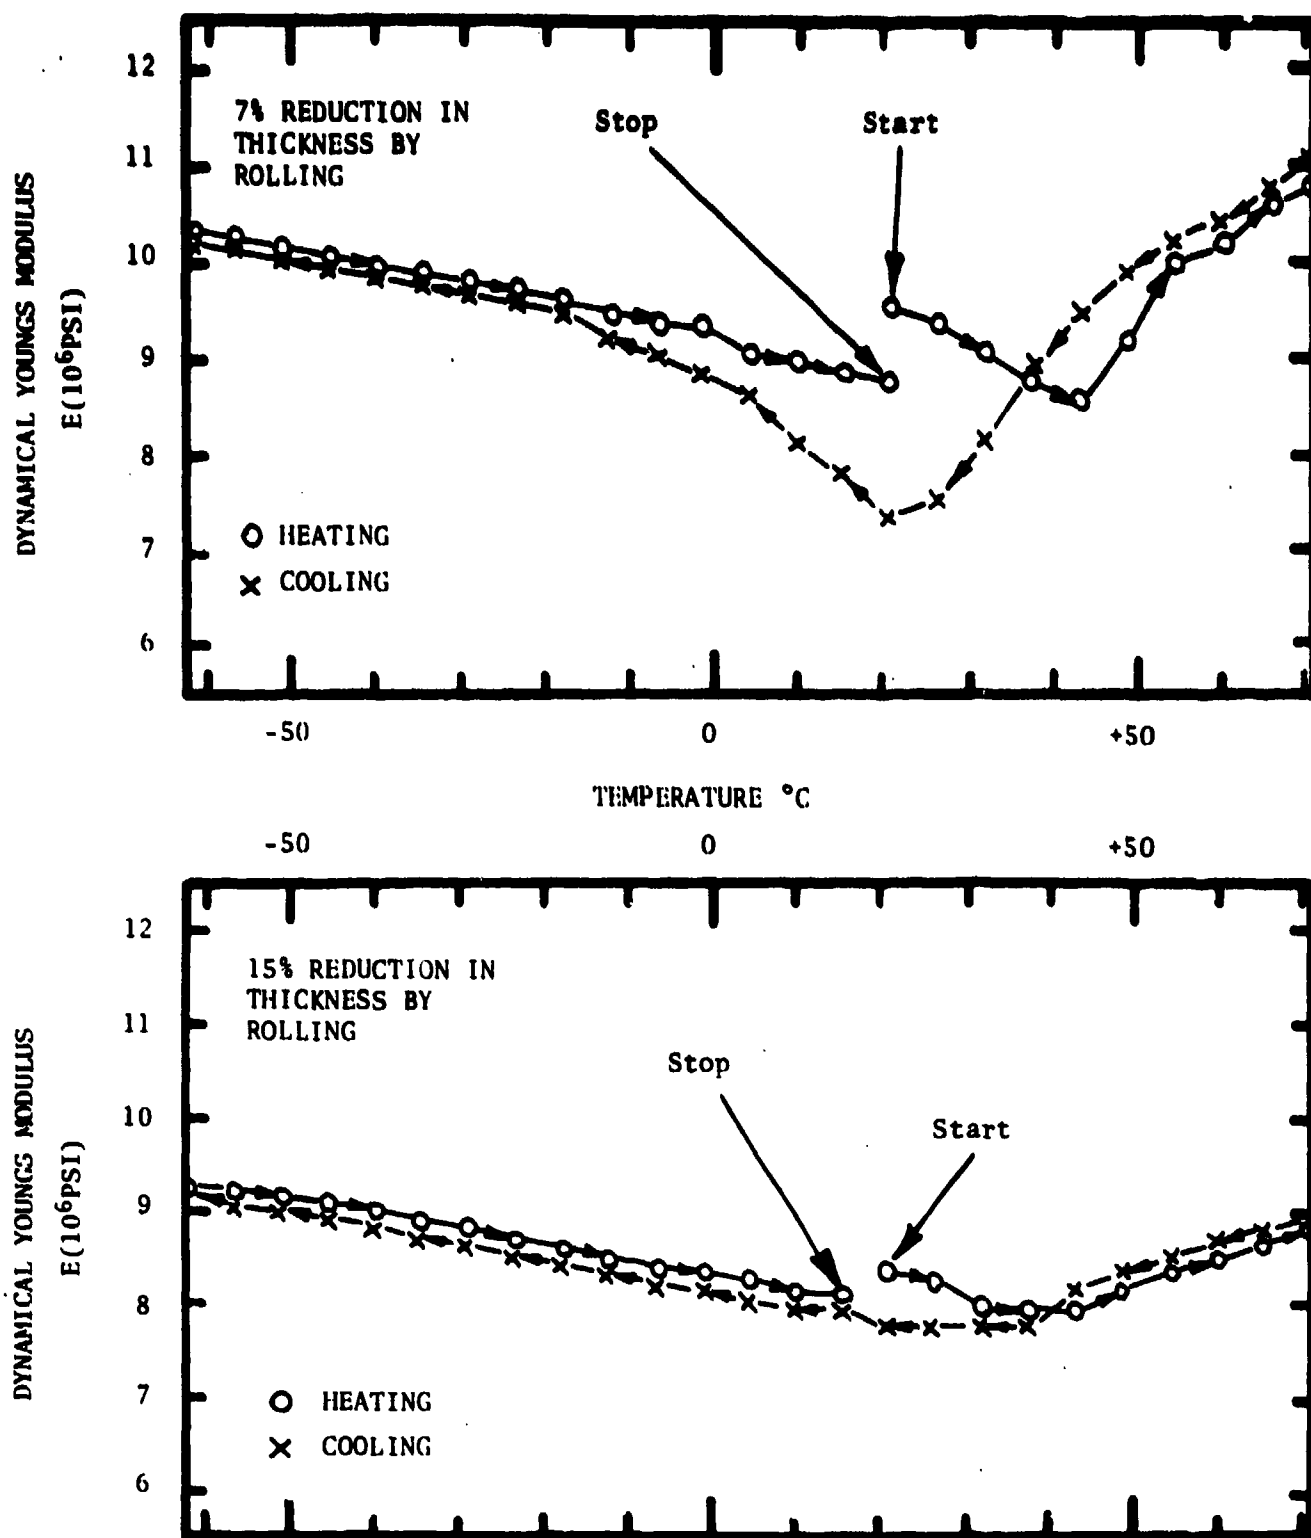 12
7% REDUCTION IN
THICKNESS BY
ROLLING
Stop
Start
11
10
9
8
7
6
DYNAMICAL YOUNGS MODULUS
E(10⁶PSI)
O HEATING
X COOLING
-50
0
+50
TEMPERATURE °C
-50
0
+50
12
15% REDUCTION IN
THICKNESS BY
ROLLING
11
Stop
10
Start
9
8
7
6
DYNAMICAL YOUNGS MODULUS
E(10⁶PSI)
O HEATING
X COOLING